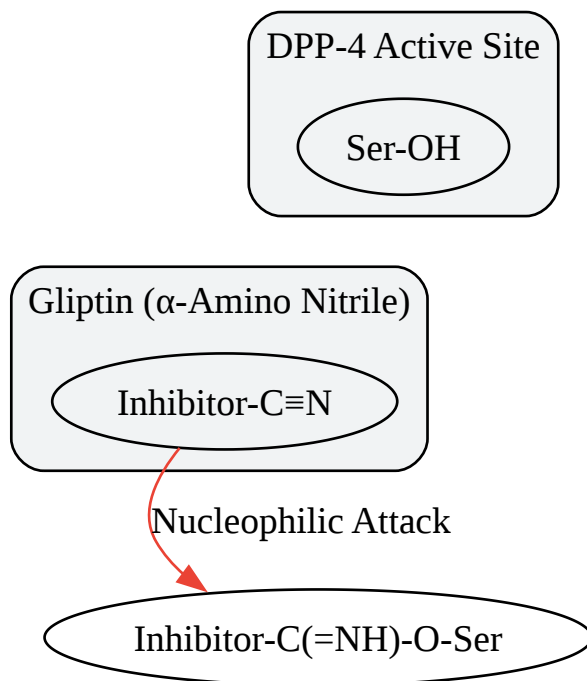 DPP-4 Active Site
Ser-OH
Gliptin (α-Amino Nitrile)
Inhibitor-C≡N
Nucleophilic Attack
Inhibitor-C(=NH)-O-Ser